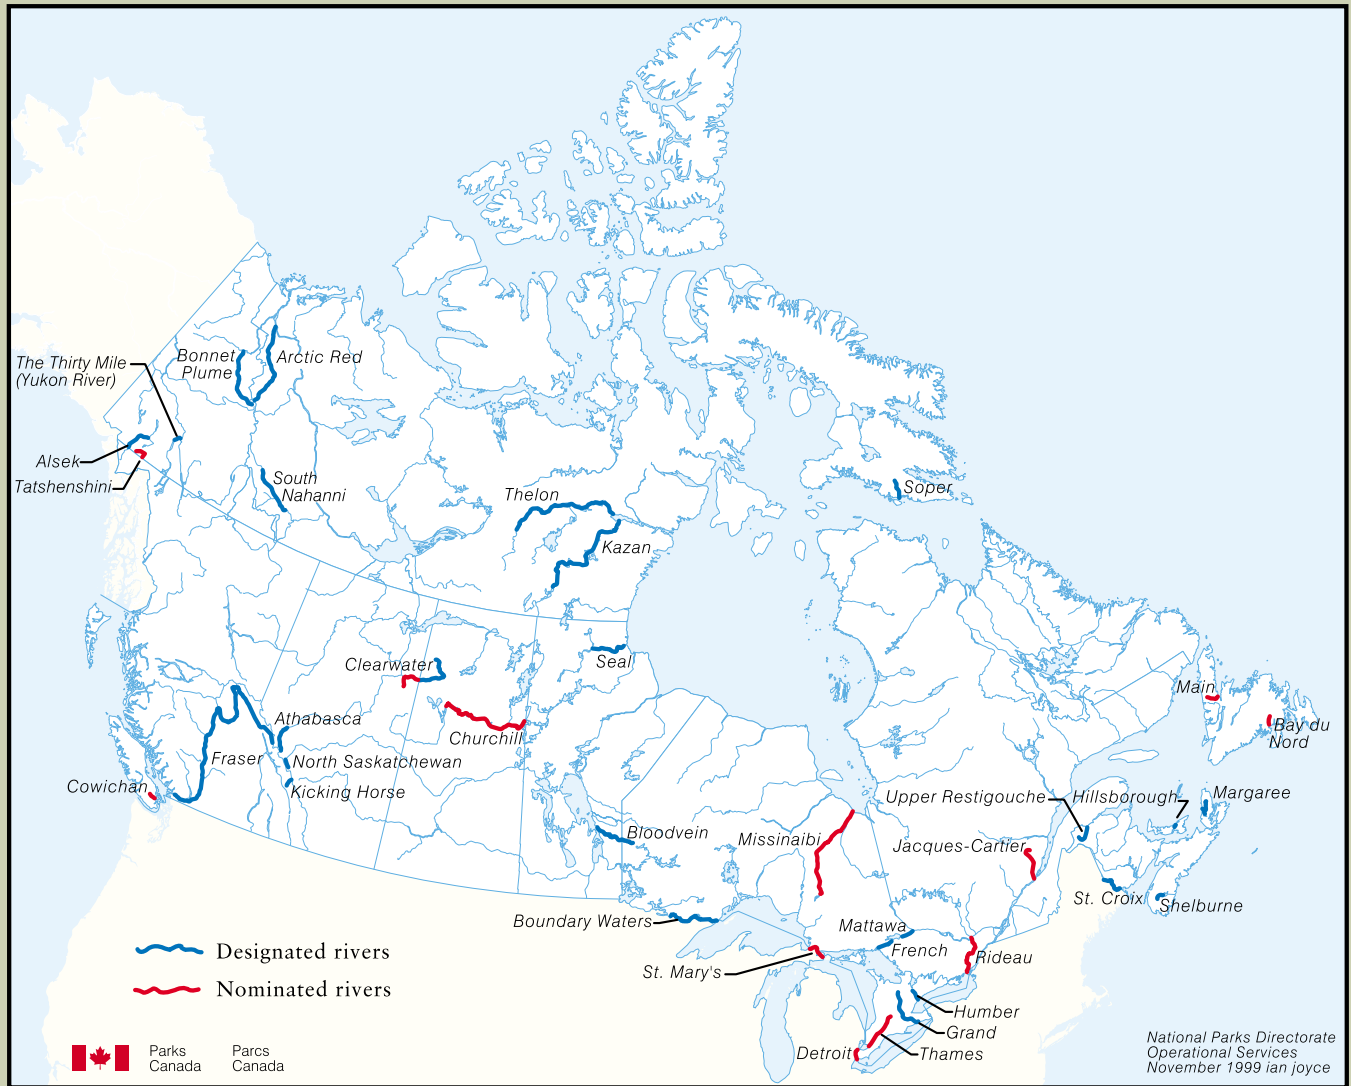 The Thirty Mile
(Yukon River)
Bonnet
Plume
Arctic Red
Alsek
Tatshenshini
South
Nahanni
Thelon
Kazan
Soper
Clearwater
Seal
Churchill
Athabasca
Fraser
North Saskatchewan
Kicking Horse
Cowichan
Main
Bay du
Nord
Upper Restigouche
Hillsborough
Margaree
Bloodvein
Missinaibi
Jacques-Cartier
St. Croix
Shelburne
Boundary Waters
Mattawa
French
Rideau
St. Mary's
Humber
Grand
Thames
Detroit
Designated rivers
Nominated rivers
Parks
Canada
Parcs
Canada
National Parks Directorate
Operational Services
November 1999 ian joyce